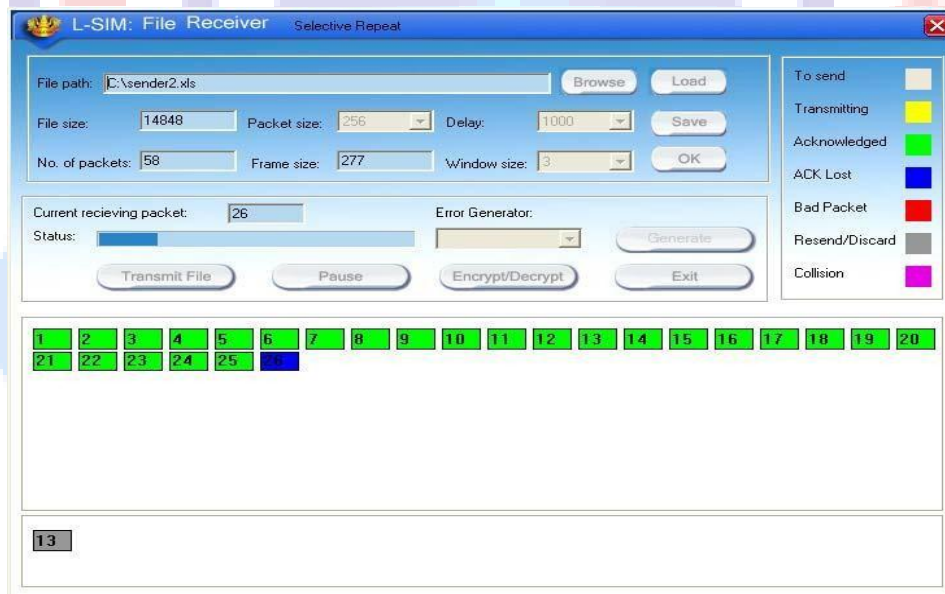 L-SIM: File Receiver Selective Repeat
File path: C:\sender2.xls Browse Load
File size: 14848 Packet size: 256 Delay: 1000 Save
No. of packets: 58 Frame size: 277 Window size: 3 OK
Current recieving packet: 26 Error Generator:
Status: Generate
Transmit File Pause Encrypt/Decrypt Exit
To send
Transmitting
Acknowledged
ACK Lost
Bad Packet
Resend/Discard
Collision
1 2 3 4 5 6 7 8 9 10 11 12 13 14 15 16 17 18 19 20
21 22 23 24 25 26
13